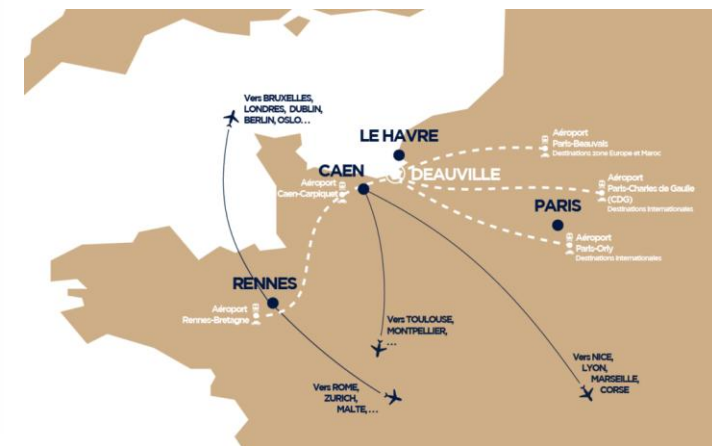 Vers BRUXELLES,
LONDRES, DUBLIN,
BERLIN, OSLO...
LE HAVRE
Aéroport
Paris-Beauvais
Destinations zone Europe et Maroc
CAEN
DEAUVILLE
Aéroport
Caen-Carpiquet
Aéroport
Paris-Charles de Gaulle
(CDG)
Destinations Internationales
PARIS
Aéroport
Paris-Orly
Destinations Internationales
RENNES
Aéroport
Rennes-Bretagne
Vers TOULOUSE,
MONTPELLIER,
...
Vers NICE,
LYON,
MARSEILLE,
CORSE
Vers ROME,
ZURICH,
MALTE,...